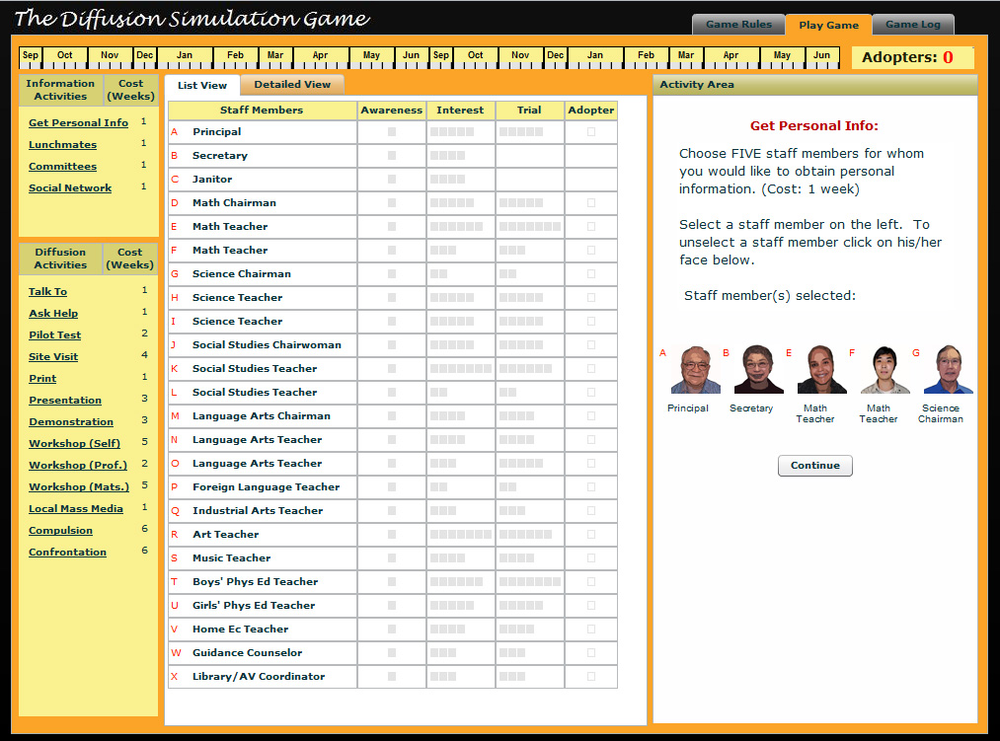 The Diffusion Simulation Game
Game Rules
Play Game
Game Log
Sep Oct Nov Dec Jan Feb Mar Apr May Jun Sep Oct Nov Dec Jan Feb Mar Apr May Jun
Adopters: 0
Information Activities
Cost (Weeks)
Get Personal Info 1
Lunchmates 1
Committees 1
Social Network 1
Diffusion Activities
Cost (Weeks)
Talk To 1
Ask Help 1
Pilot Test 2
Site Visit 4
Print 1
Presentation 3
Demonstration 3
Workshop (Self) 5
Workshop (Prof.) 2
Workshop (Mats.) 5
Local Mass Media 1
Compulsion 6
Confrontation 6
List View
Detailed View
Staff Members Awareness Interest Trial Adopter
A Principal
B Secretary
C Janitor
D Math Chairman
E Math Teacher
F Math Teacher
G Science Chairman
H Science Teacher
I Science Teacher
J Social Studies Chairwoman
K Social Studies Teacher
L Social Studies Teacher
M Language Arts Chairman
N Language Arts Teacher
O Language Arts Teacher
P Foreign Language Teacher
Q Industrial Arts Teacher
R Art Teacher
S Music Teacher
T Boys' Phys Ed Teacher
U Girls' Phys Ed Teacher
V Home Ec Teacher
W Guidance Counselor
X Library/AV Coordinator
Activity Area
Get Personal Info:
Choose FIVE staff members for whom
you would like to obtain personal
information. (Cost: 1 week)
Select a staff member on the left. To
unselect a staff member click on his/her
face below.
Staff member(s) selected:
A B E F G
Principal Secretary Math Math Science
Teacher Teacher Chairman
Continue